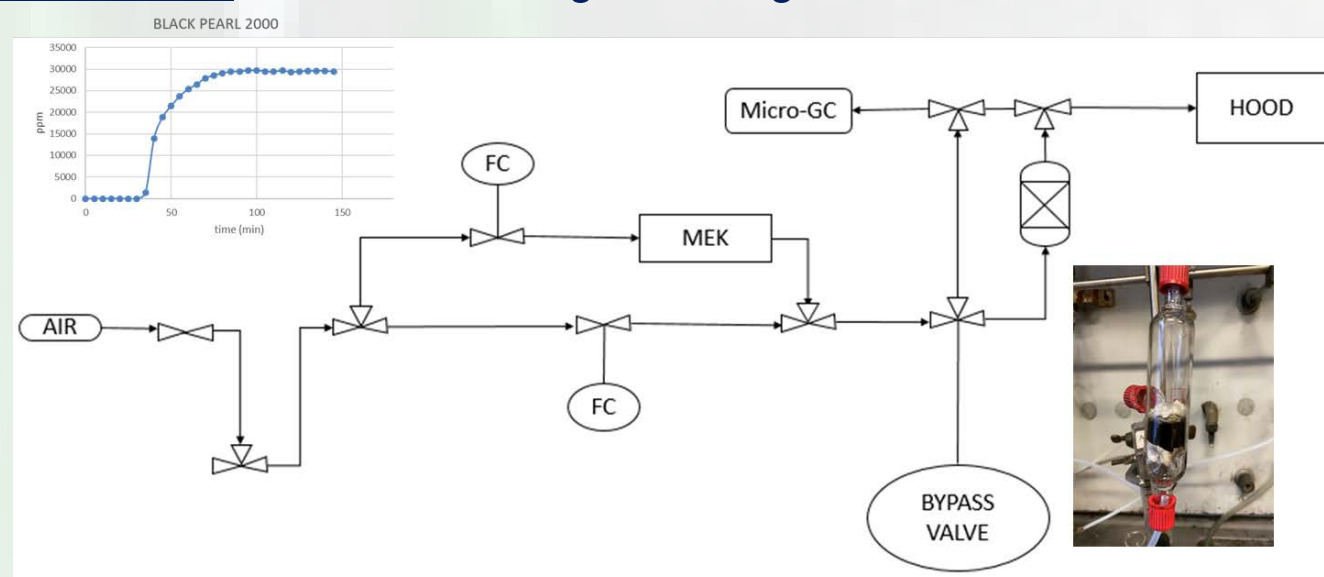 BLACK PEARL 2000
35000
30000
25000
20000
15000
10000
5000
0
ppm
0 50 100 150
time (min)
Micro-GC
HOOD
FC
MEK
AIR
FC
BYPASS
VALVE